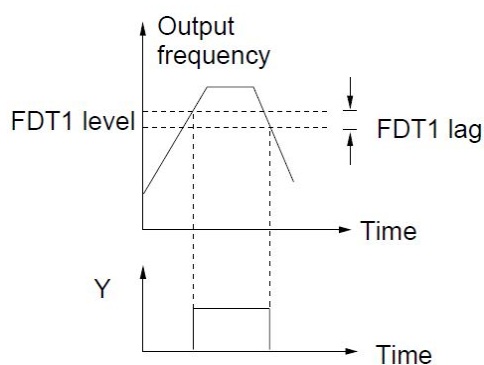 Output
frequency
FDT1 level
FDT1 lag
Time
Y
Time